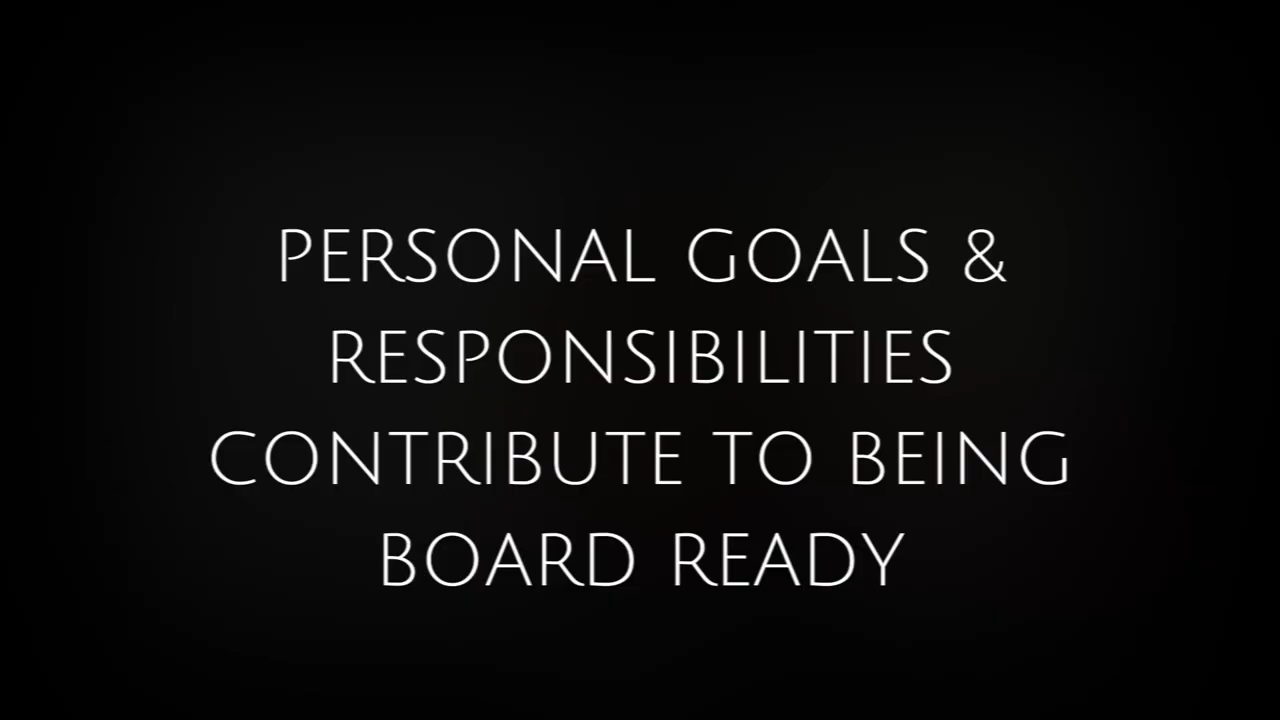 PERSONAL GOALS &
RESPONSIBILITIES
CONTRIBUTE TO BEING
BOARD READY